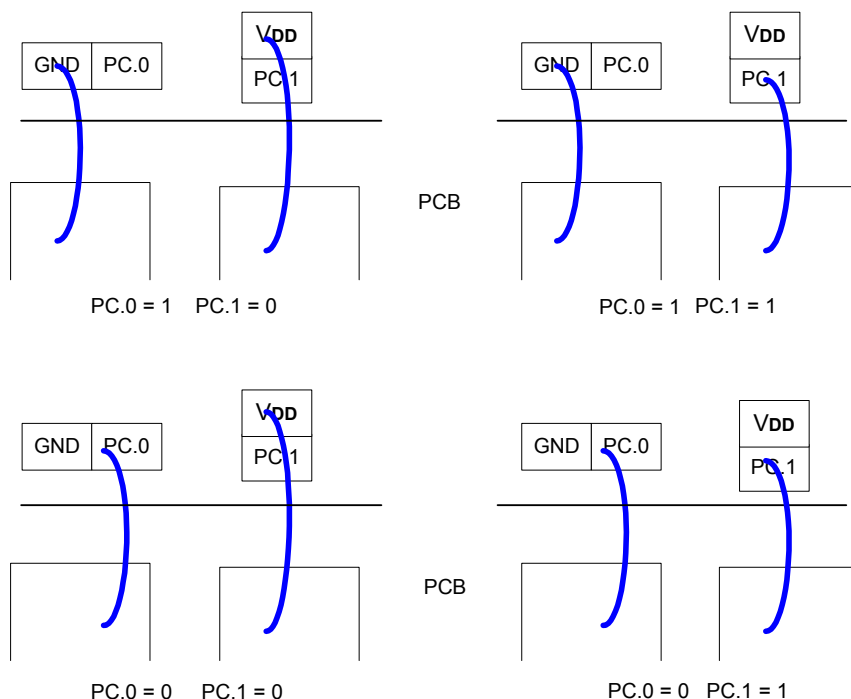 VDD VDD
GND PC.0 GND PC.0
PC.1 PC.1
PCB
PC.0 = 1 PC.1 = 0 PC.0 = 1 PC.1 = 1
VDD VDD
GND PC.0 GND PC.0
PC.1 PC.1
PCB
PC.0 = 0 PC.1 = 0 PC.0 = 0 PC.1 = 1